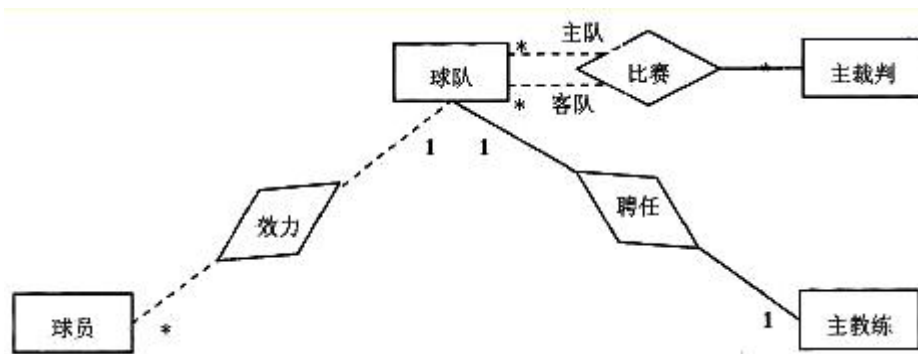 主队
* 
球队 比赛 * 主裁判
* 客队
1 1
效力 聘任
球员 * 1 主教练